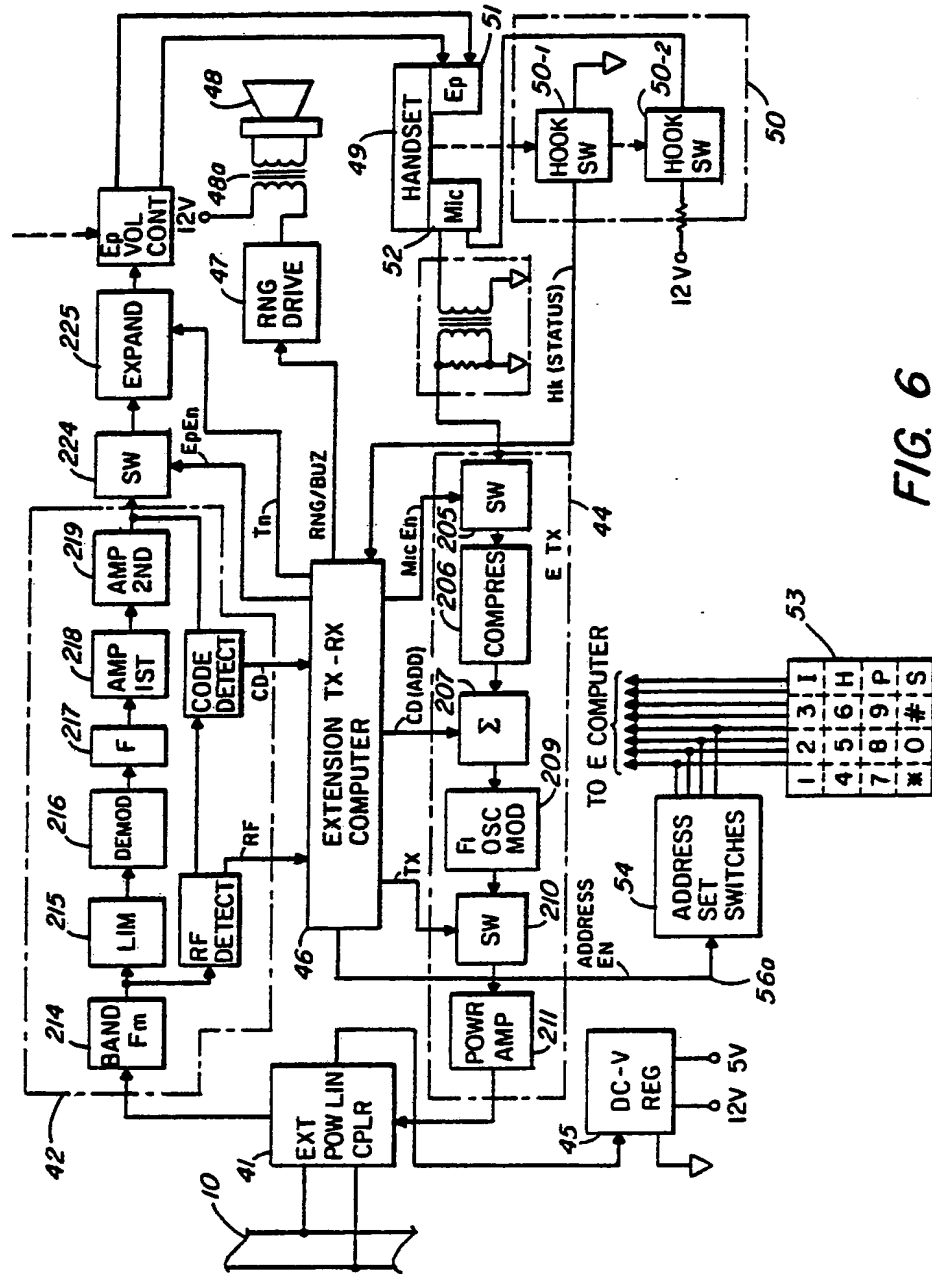 42
214
BAND
Fm
215
LIM
216
DEMOD
217
F
218
AMP
1ST
219
AMP
2ND
224
SW
225
EXPAND
Ep
VOL
CONT
RF
DETECT
CODE
DETECT
RF
CD
EpEn
Tn
RNG/BUZ
12V
48a
48
47
RNG
DRIVE
10
41
EXT
POW LIN
CPLR
46
EXTENSION TX-RX
COMPUTER
TX
CD(ADD)
Mic En
49
HANDSET
Mic
Ep
51
52
Hk (STATUS)
50-1
HOOK
SW
50-2
HOOK
SW
50
12V
211
POWR
AMP
210
SW
209
Fi
OSC
MOD
207
Σ
206
COMPRES
205
SW
E TX
44
45
DC-V
REG
12V 5V
ADDRESS
EN
56a
54
ADDRESS
SET
SWITCHES
TO E COMPUTER
53
1 2 3 I
4 5 6 H
7 8 9 P
* 0 # S
FIG. 6